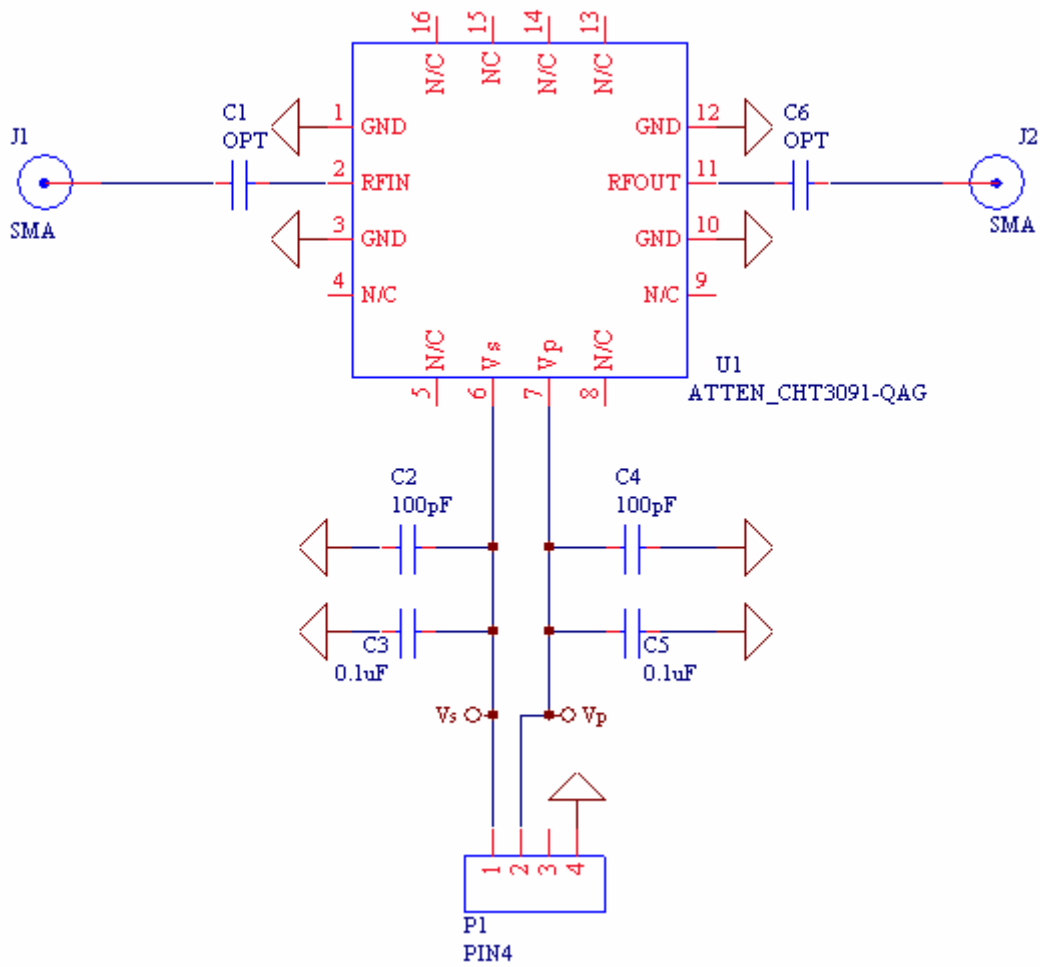 16 15 14 13
N/C NC N/C N/C
J1
SMA
C1
OPT
1 GND
2 RFIN
3 GND
4 N/C
GND 12
RFOUT 11
GND 10
N/C 9
C6
OPT
J2
SMA
N/C Vs Vp N/C
5 6 7 8
U1
ATTEN_CHT3091-QAG
C2
100pF
C4
100pF
C3
0.1uF
C5
0.1uF
Vs
Vp
1 2 3 4
P1
PIN4